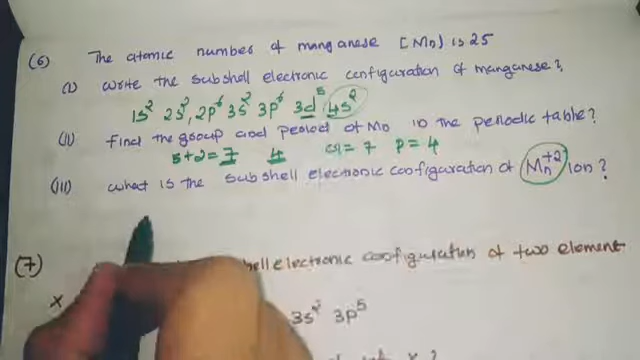 (6) The atomic number of manganese [Mn] is 25
(i) write the subshell electronic configuration of manganese?
1s² 2s², 2p⁶ 3s² 3p⁶ 3d⁵ 4s²
(ii) Find the group and period of Mn in the periodic table?
5+2=7 4 G=7 P=4
(iii) what is the subshell electronic configuration of Mn⁺² ion?
(7) shell electronic configuration of two element
x 3s² 3p⁵
x?